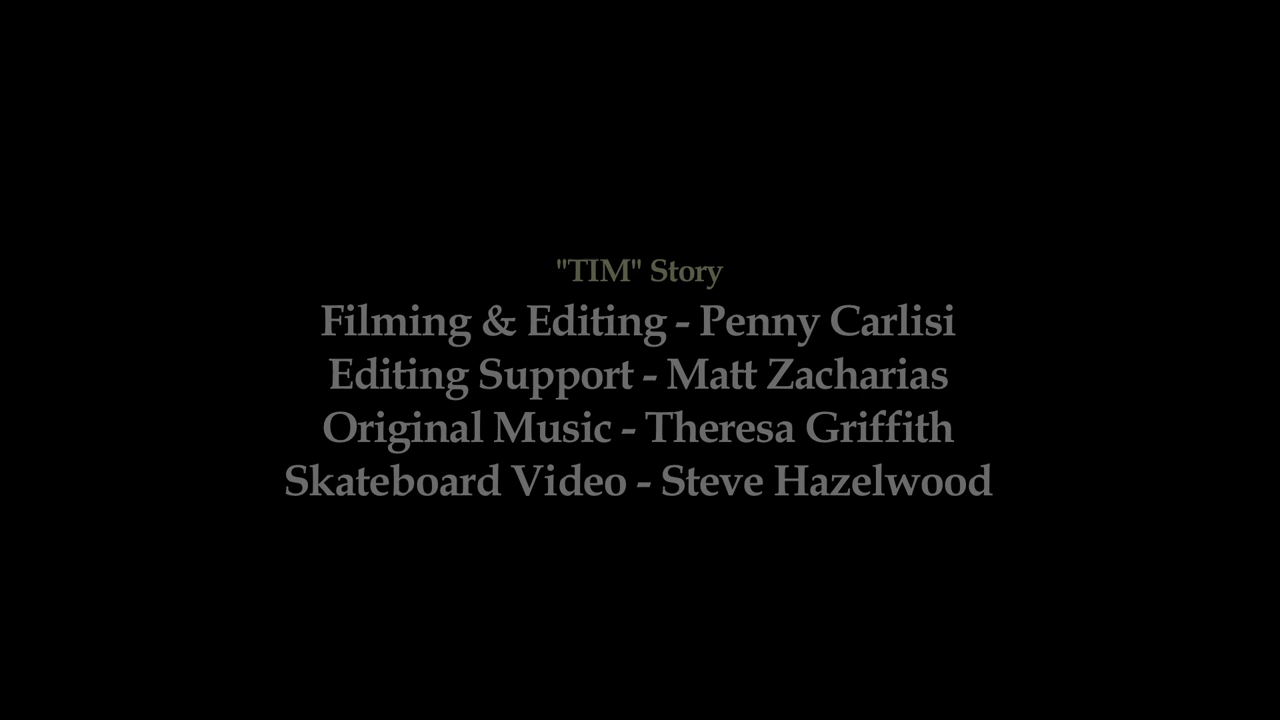 "TIM" Story
Filming & Editing - Penny Carlisi
Editing Support - Matt Zacharias
Original Music - Theresa Griffith
Skateboard Video - Steve Hazelwood